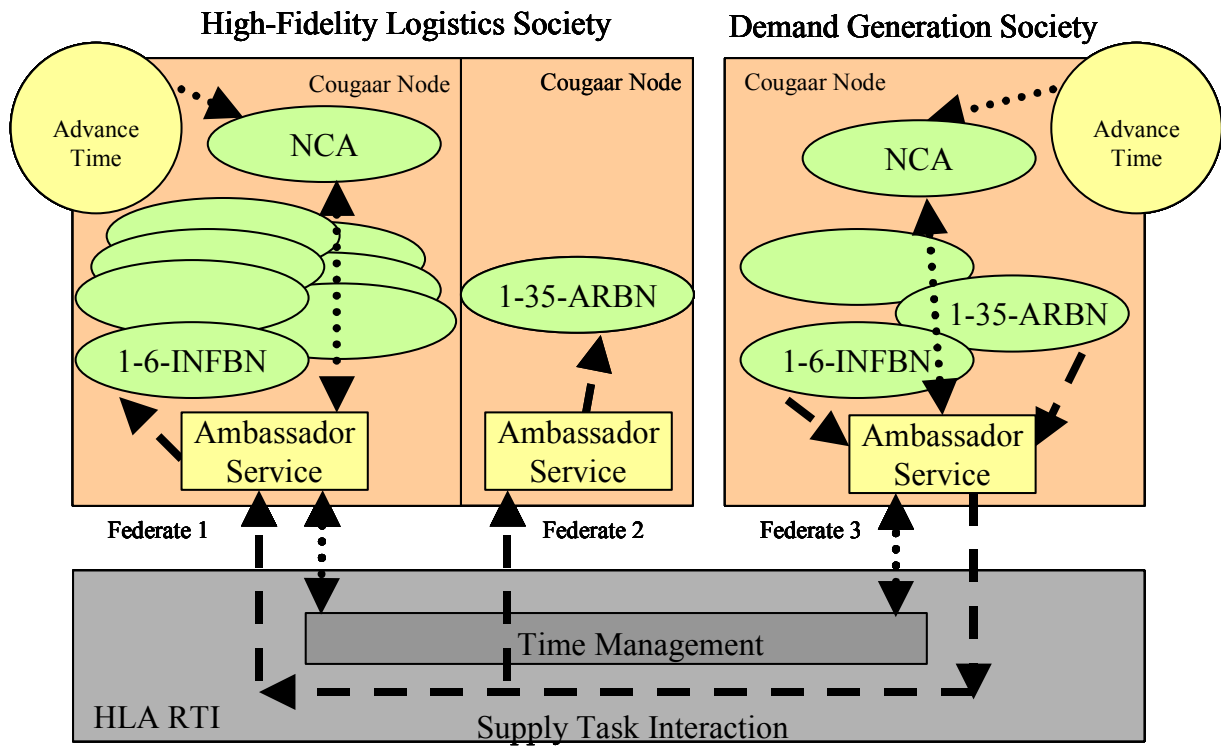 High-Fidelity Logistics Society
Demand Generation Society
Cougaar Node
Cougaar Node
Cougaar Node
Advance
Time
NCA
NCA
Advance
Time
1-35-ARBN
1-35-ARBN
1-6-INFBN
1-6-INFBN
Ambassador
Service
Ambassador
Service
Ambassador
Service
Federate 1
Federate 2
Federate 3
Time Management
HLA RTI
Supply Task Interaction